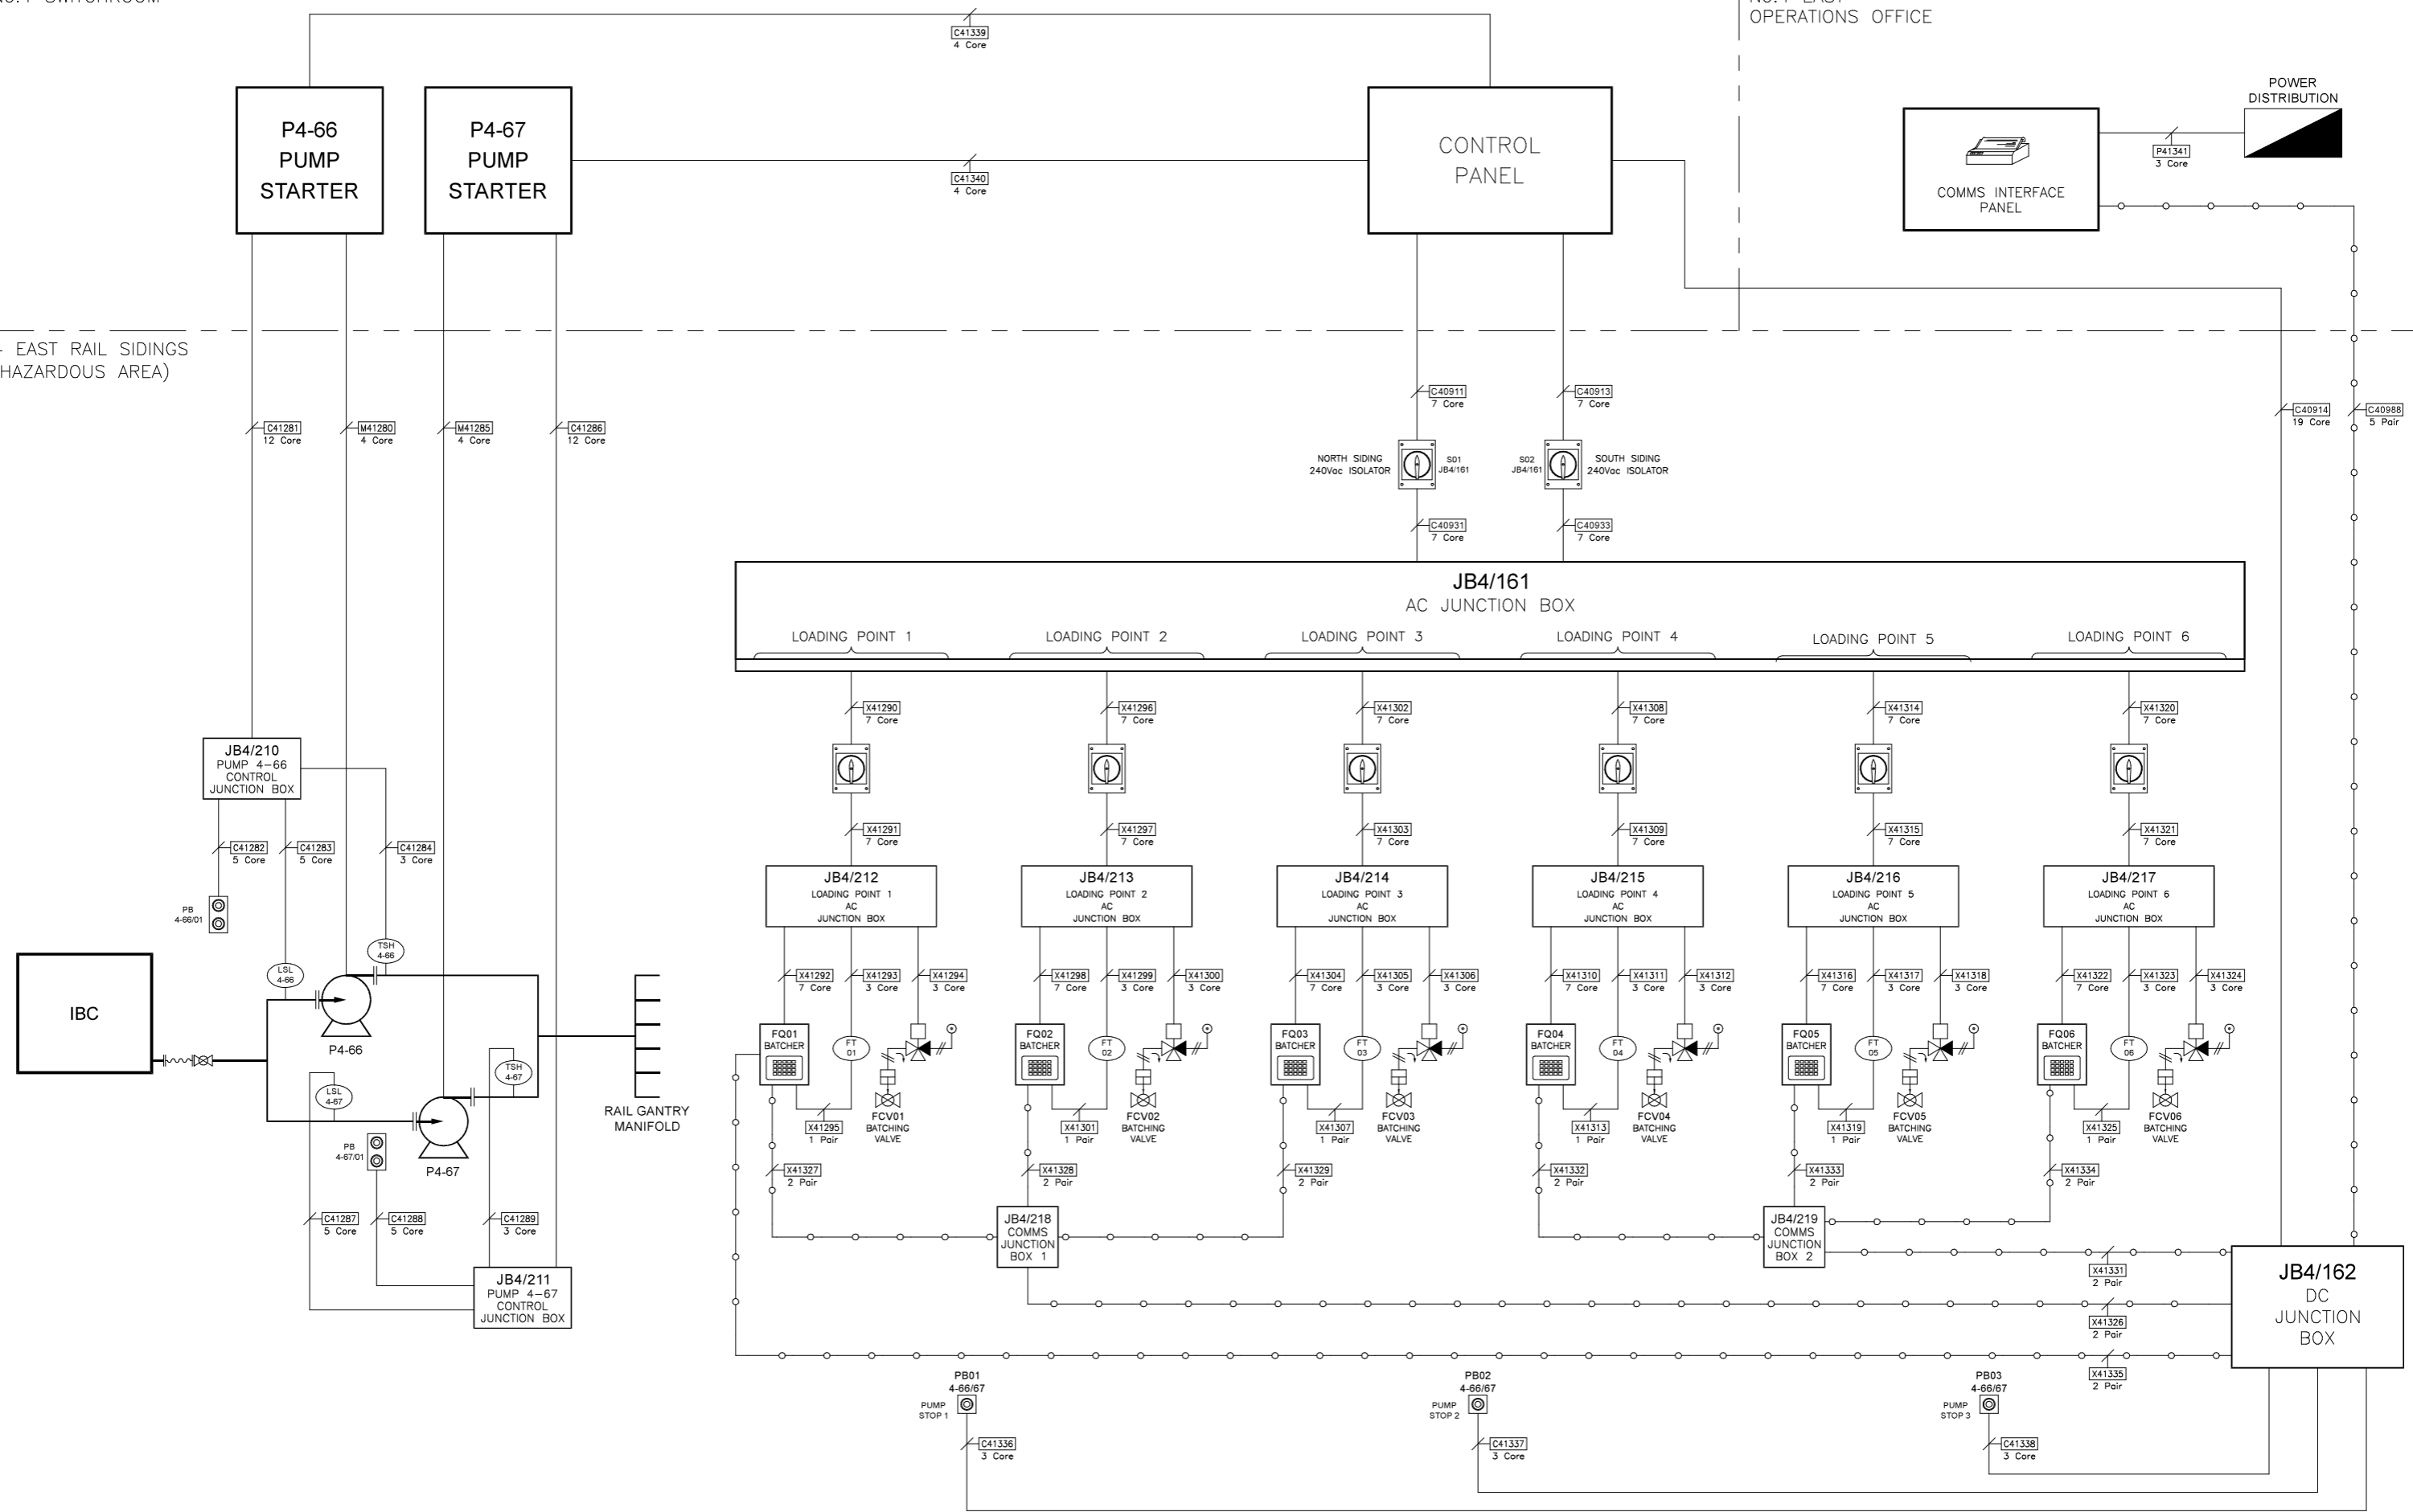 SWITCHROOM
OPERATIONS OFFICE
C41339
4 Core
P4-66
PUMP
STARTER
P4-67
PUMP
STARTER
C41340
4 Core
CONTROL
PANEL
COMMS INTERFACE
PANEL
P41341
3 Core
POWER
DISTRIBUTION
EAST RAIL SIDINGS
HAZARDOUS AREA)
C41281
12 Core
M41280
4 Core
M41285
4 Core
C41286
12 Core
C40911
7 Core
C40913
7 Core
C40914
19 Core
C40988
5 Pair
NORTH SIDING
240Vac ISOLATOR
S01
JB4/161
S02
JB4/161
SOUTH SIDING
240Vac ISOLATOR
C40931
7 Core
C40933
7 Core
JB4/161
AC JUNCTION BOX
LOADING POINT 1
LOADING POINT 2
LOADING POINT 3
LOADING POINT 4
LOADING POINT 5
LOADING POINT 6
X41290
7 Core
X41296
7 Core
X41302
7 Core
X41308
7 Core
X41314
7 Core
X41320
7 Core
X41291
7 Core
X41297
7 Core
X41303
7 Core
X41309
7 Core
X41315
7 Core
X41321
7 Core
JB4/210
PUMP 4-66
CONTROL
JUNCTION BOX
C41282
5 Core
C41283
5 Core
C41284
3 Core
PB
4-66/01
TSH
4-66
LSL
4-66
IBC
P4-66
TSH
4-67
LSL
4-67
PB
4-67/01
P4-67
RAIL GANTRY
MANIFOLD
C41287
5 Core
C41288
5 Core
C41289
3 Core
JB4/211
PUMP 4-67
CONTROL
JUNCTION BOX
JB4/212
LOADING POINT 1
AC
JUNCTION BOX
JB4/213
LOADING POINT 2
AC
JUNCTION BOX
JB4/214
LOADING POINT 3
AC
JUNCTION BOX
JB4/215
LOADING POINT 4
AC
JUNCTION BOX
JB4/216
LOADING POINT 5
AC
JUNCTION BOX
JB4/217
LOADING POINT 6
AC
JUNCTION BOX
X41292
7 Core
X41293
3 Core
X41294
3 Core
X41298
7 Core
X41299
3 Core
X41300
3 Core
X41304
7 Core
X41305
3 Core
X41306
3 Core
X41310
7 Core
X41311
3 Core
X41312
3 Core
X41316
7 Core
X41317
3 Core
X41318
3 Core
X41322
7 Core
X41323
3 Core
X41324
3 Core
FQ01
BATCHER
FT
01
FCV01
BATCHING
VALVE
X41295
1 Pair
FQ02
BATCHER
FT
02
FCV02
BATCHING
VALVE
X41301
1 Pair
FQ03
BATCHER
FT
03
FCV03
BATCHING
VALVE
X41307
1 Pair
FQ04
BATCHER
FT
04
FCV04
BATCHING
VALVE
X41313
1 Pair
FQ05
BATCHER
FT
05
FCV05
BATCHING
VALVE
X41319
1 Pair
FQ06
BATCHER
FT
06
FCV06
BATCHING
VALVE
X41325
1 Pair
X41327
2 Pair
X41328
2 Pair
X41329
2 Pair
X41332
2 Pair
X41333
2 Pair
X41334
2 Pair
JB4/218
COMMS
JUNCTION
BOX 1
JB4/219
COMMS
JUNCTION
BOX 2
X41331
2 Pair
X41326
2 Pair
X41335
2 Pair
JB4/162
DC
JUNCTION
BOX
PB01
4-66/67
PUMP
STOP 1
C41336
3 Core
PB02
4-66/67
PUMP
STOP 2
C41337
3 Core
PB03
4-66/67
PUMP
STOP 3
C41338
3 Core